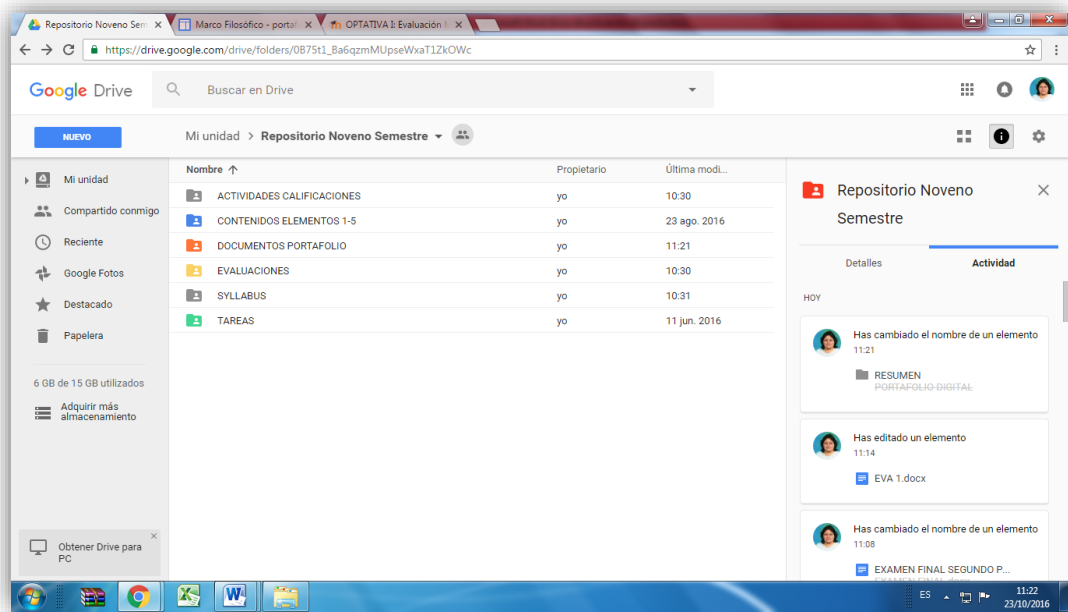 Repositorio Noveno Sem
Marco Filosófico - portaf
OPTATIVA I: Evaluación
https://drive.google.com/drive/folders/0B75t1_Ba6qzmMUpseWxaT1ZkOWc
Google Drive
Buscar en Drive
NUEVO
Mi unidad > Repositorio Noveno Semestre
Mi unidad
Compartido conmigo
Reciente
Google Fotos
Destacado
Papelera
6 GB de 15 GB utilizados
Adquirir más
almacenamiento
Obtener Drive para
PC
Nombre Propietario Última modi...
ACTIVIDADES CALIFICACIONES yo 10:30
CONTENIDOS ELEMENTOS 1-5 yo 23 ago. 2016
DOCUMENTOS PORTAFOLIO yo 11:21
EVALUACIONES yo 10:30
SYLLABUS yo 10:31
TAREAS yo 11 jun. 2016
Repositorio Noveno
Semestre
Detalles Actividad
HOY
Has cambiado el nombre de un elemento
11:21
RESUMEN
PORTAFOLIO DIGITAL
Has editado un elemento
11:14
EVA 1.docx
Has cambiado el nombre de un elemento
11:08
EXAMEN FINAL SEGUNDO P...
EXAMEN FINAL.docx
ES
11:22
23/10/2016